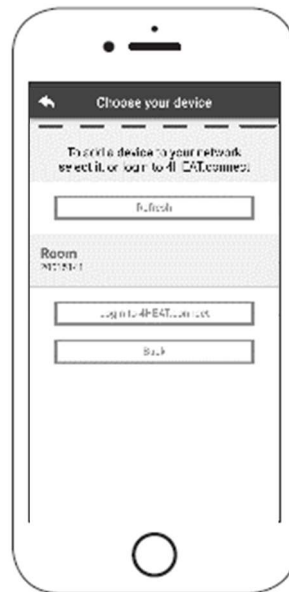 Choose your device
To add a device to your network
select it, or login to 4HEAT.connect
Refresh
Room
Login to 4HEAT.connect
Back